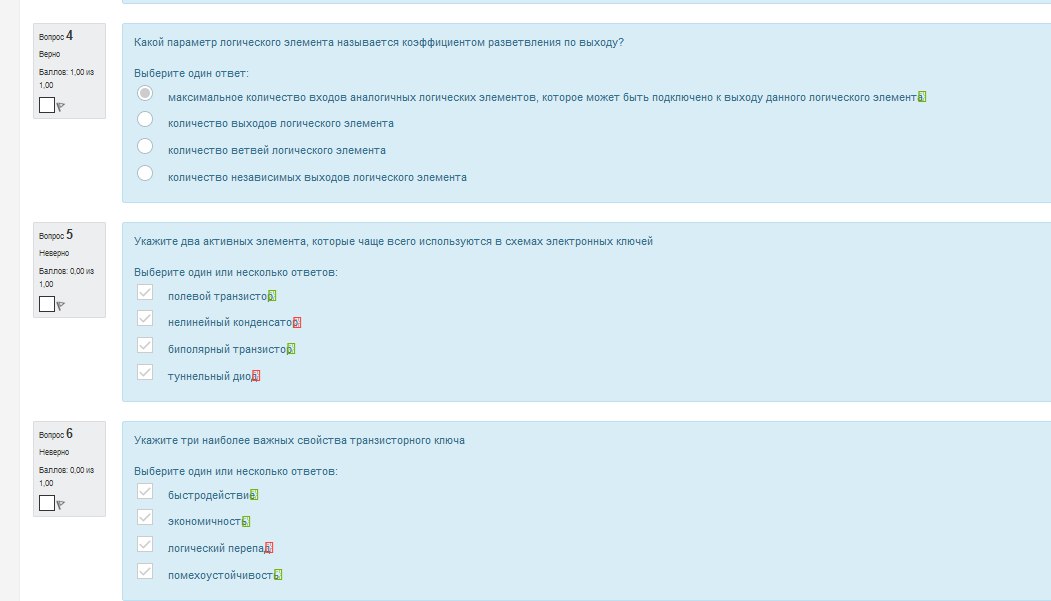 Вопрос 4
Верно
Баллов: 1,00 из
1,00
Какой параметр логического элемента называется коэффициентом разветвления по выходу?
Выберите один ответ:
максимальное количество входов аналогичных логических элементов, которое может быть подключено к выходу данного логического элемента
количество выходов логического элемента
количество ветвей логического элемента
количество независимых выходов логического элемента
Вопрос 5
Неверно
Баллов: 0,00 из
1,00
Укажите два активных элемента, которые чаще всего используются в схемах электронных ключей
Выберите один или несколько ответов:
полевой транзистор
нелинейный конденсатор
биполярный транзистор
туннельный диод
Вопрос 6
Неверно
Баллов: 0,00 из
1,00
Укажите три наиболее важных свойства транзисторного ключа
Выберите один или несколько ответов:
быстродействие
экономичность
логический перепад
помехоустойчивость